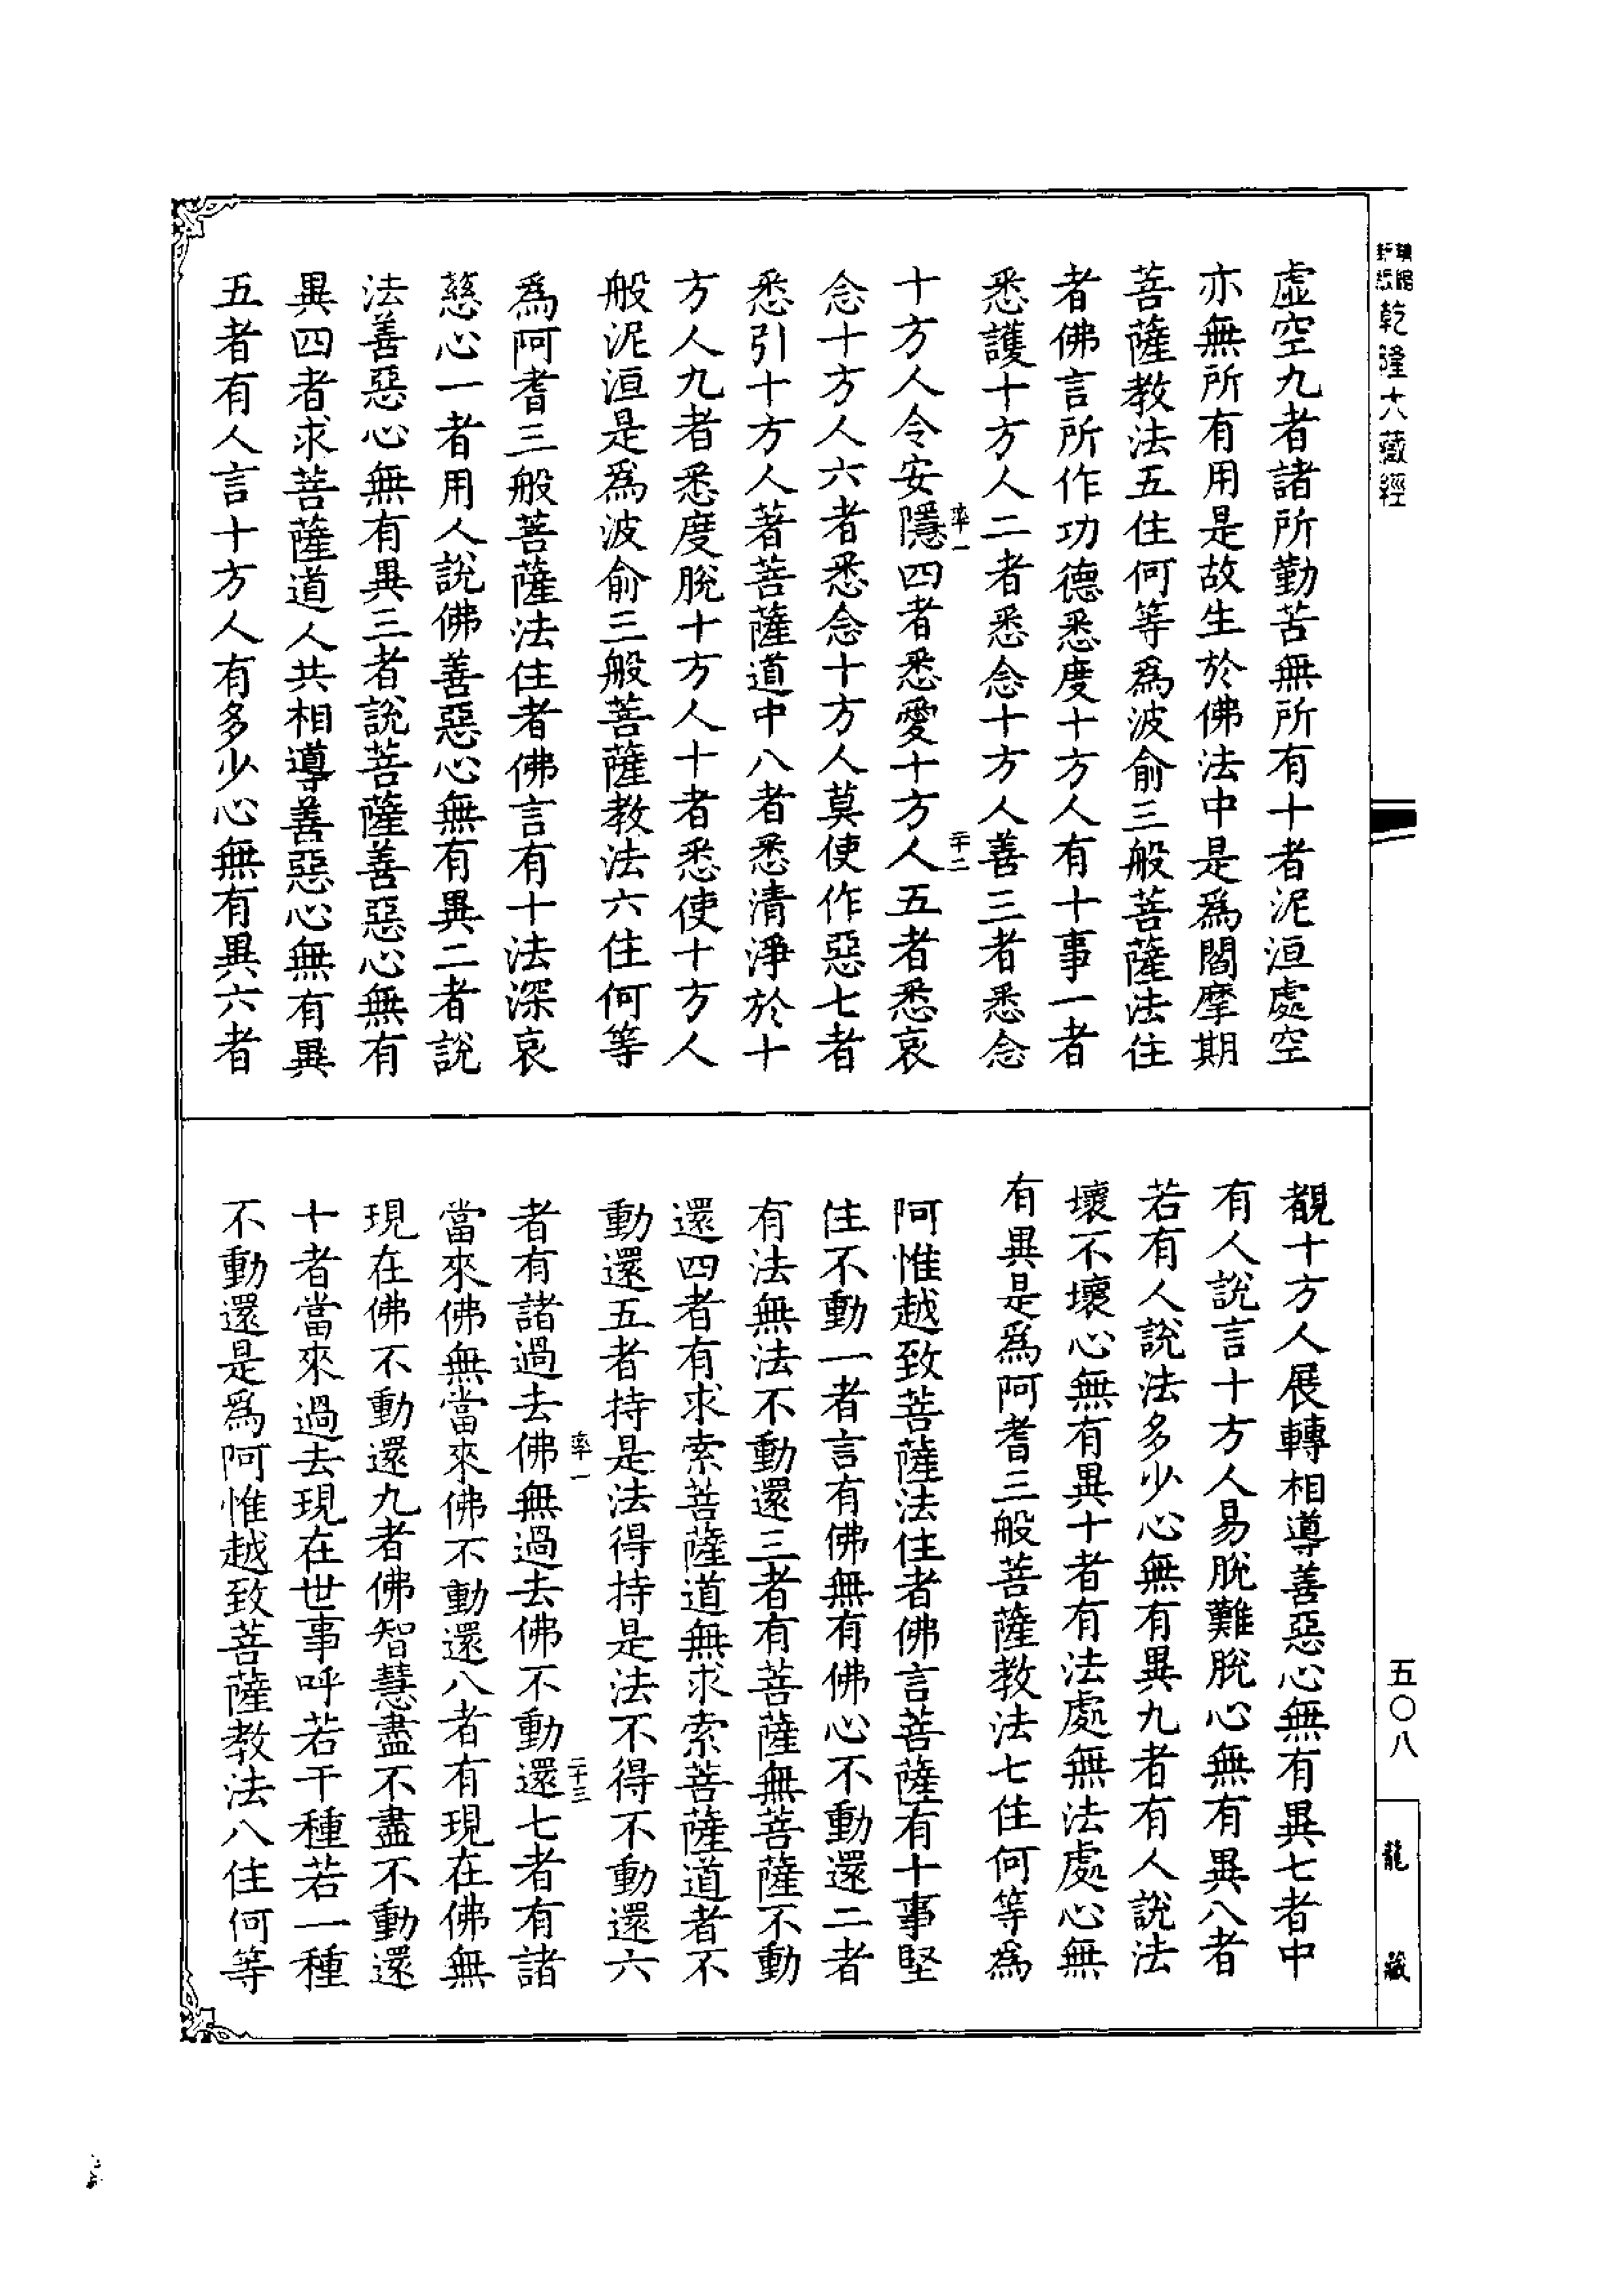 乾隆大藏經
虛空九者諸所勤苦無所有十者泥洹處空
亦無所有用是故生於佛法中是爲閻摩期
菩薩教法五住何等爲波俞三般菩薩法住
者佛言所作功德悉度十方人有十事一者
悉護十方人二者悉念十方人善三者悉念
率一
二十二
十方人令安隱四者悉愛十方人五者悉哀
念十方人六者悉念十方人莫使作惡七者
悉引十方人著菩薩道中八者悉清淨於十
方人九者悉度脫十方人十者悉使十方人
般泥洹是爲波俞三般菩薩教法六住何等
爲阿耆三般菩薩法住者佛言有十法深哀
慈心一者用人說佛善惡心無有異二者說
法善惡心無有異三者說菩薩善惡心無有
異四者求菩薩道人共相導善惡心無有異
五者有人言十方人有多少心無有異六者
覩十方人展轉相導善惡心無有異七者中
有人說言十方人易脫難脫心無有異八者
若有人說法多少心無有異九者有人說法
壞不壞心無有異十者有法處無法處心無
有異是爲阿耆三般菩薩教法七住何等爲
阿惟越致菩薩法住者佛言菩薩有十事堅
住不動一者言有佛無有佛心不動還二者
有法無法不動還三者有菩薩無菩薩不動
還四者有求索菩薩道無求索菩薩道者不
動還五者持是法得持是法不得不動還六
率一
二十三
者有諸過去佛無過去佛不動還七者有諸
當來佛無當來佛不動還八者有現在佛無
現在佛不動還九者佛智慧盡不盡不動還
十者當來過去現在世事呼若干種若一種
不動還是爲阿惟越致菩薩教法八住何等
五〇八
龍藏